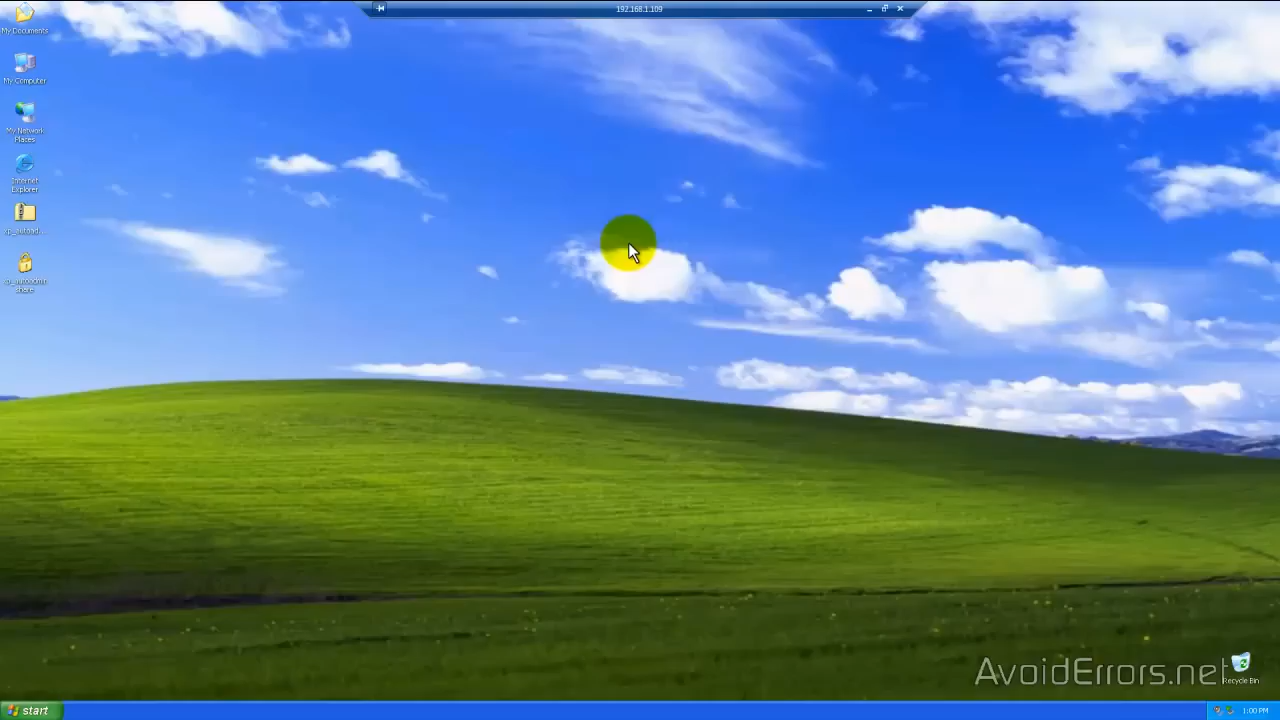 192.168.1.109
My Documents
My Computer
My Network
Places
Internet
Explorer
share
AvoidErrors.net
Recycle Bin
start
1:00 PM